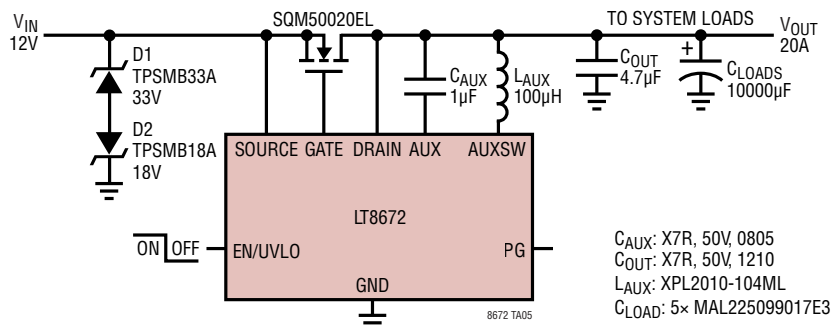 SQM50020EL
TO SYSTEM LOADS
VIN
12V
VOUT
20A
D1
TPSMB33A
33V
D2
TPSMB18A
18V
CAUX
1µF
LAUX
100µH
COUT
4.7µF
+
CLOADS
10000µF
SOURCE GATE DRAIN AUX AUXSW
LT8672
ON OFF
EN/UVLO
PG
GND
8672 TA05
CAUX: X7R, 50V, 0805
COUT: X7R, 50V, 1210
LAUX: XPL2010-104ML
CLOAD: 5× MAL225099017E3